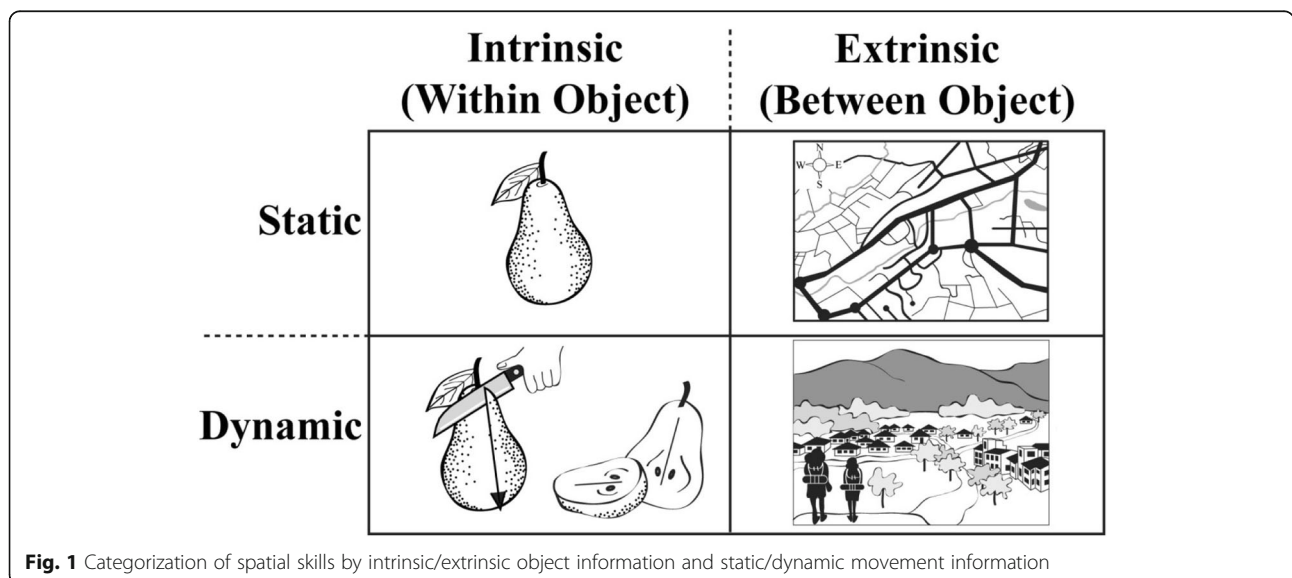 Intrinsic
(Within Object)
Extrinsic
(Between Object)
Static
N
W E
S
Dynamic
Fig. 1 Categorization of spatial skills by intrinsic/extrinsic object information and static/dynamic movement information